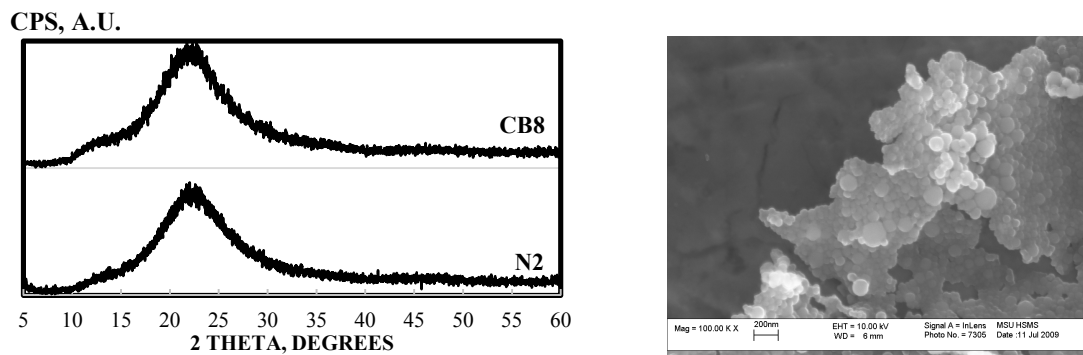 CPS, A.U.
CB8
N2
5 10 15 20 25 30 35 40 45 50 55 60
2 THETA, DEGREES
Mag = 100.00 K X 200nm EHT = 10.00 kV Signal A = InLens MSU HSMS
WD = 6 mm Photo No. = 7305 Date :11 Jul 2009